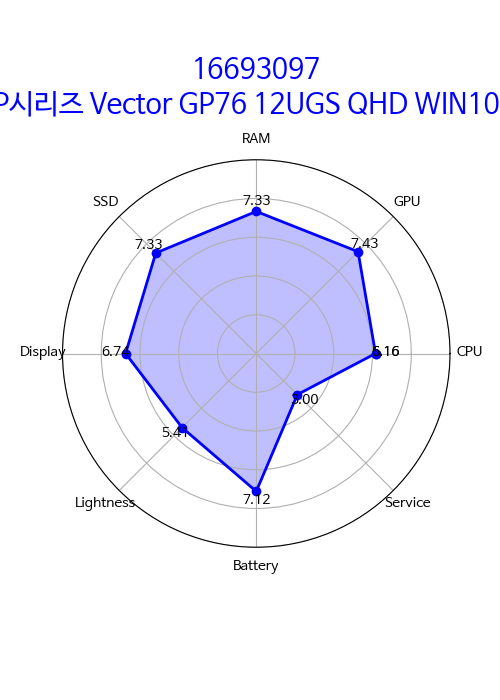 16693097
P시리즈 Vector GP76 12UGS QHD WIN10
RAM
SSD
GPU
7.33
7.33
7.43
Display
6.74
6.16
CPU
5.41
3.00
Lightness
7.12
Service
Battery